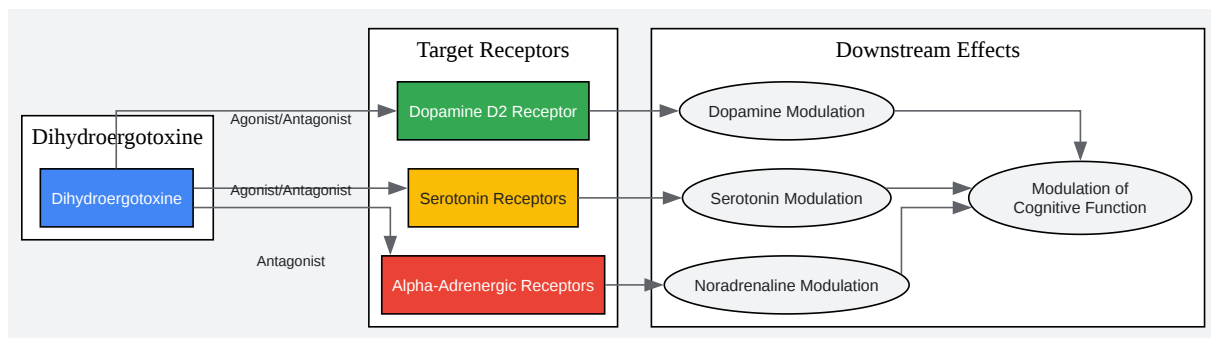 Target Receptors
Downstream Effects
Dihydroergotoxine
Dihydroergotoxine
Agonist/Antagonist
Agonist/Antagonist
Antagonist
Dopamine D2 Receptor
Serotonin Receptors
Alpha-Adrenergic Receptors
Dopamine Modulation
Serotonin Modulation
Noradrenaline Modulation
Modulation of
Cognitive Function